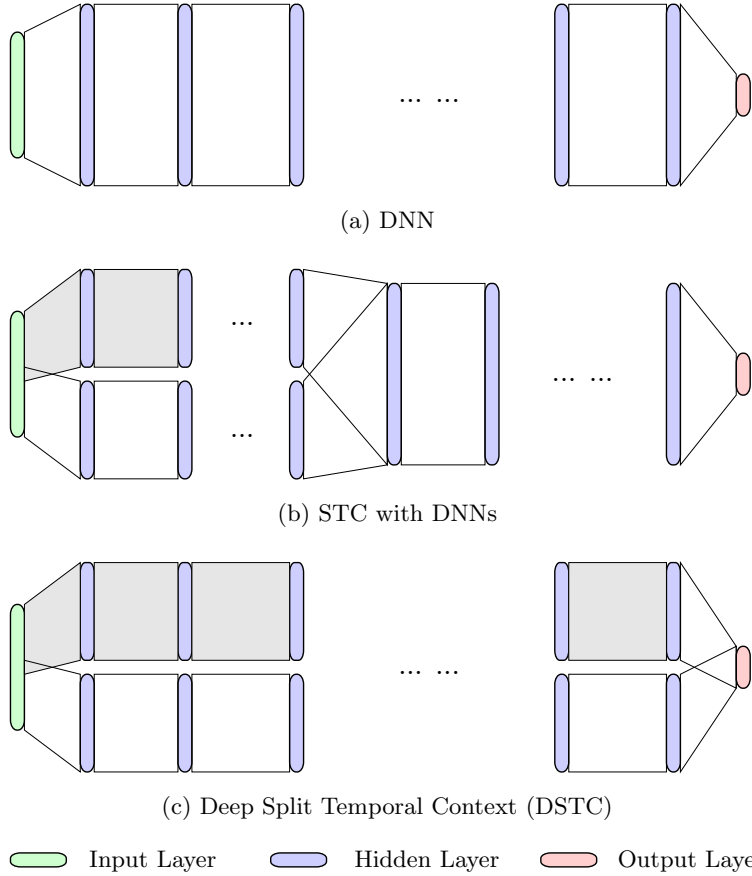 ... ...
(a) DNN
...
...
... ...
(b) STC with DNNs
... ...
(c) Deep Split Temporal Context (DSTC)
Input Layer Hidden Layer Output Laye